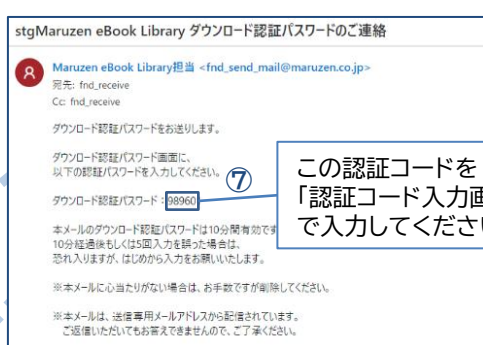 stgMaruzen eBook Library ダウンロード認証パスワードのご連絡
R
Maruzen eBook Library担当 <fnd_send_mail@maruzen.co.jp>
宛先: fnd_receive
Cc: fnd_receive
ダウンロード認証パスワードをお送りします。
ダウンロード認証パスワード画面に、
以下の認証パスワードを入力してください。
⑦
ダウンロード認証パスワード：98960
この認証コードを
「認証コード入力画
で入力してくださ
本メールのダウンロード認証パスワードは10分間有効です
10分経過後もしくは5回入力を誤った場合は、
恐れ入りますが、はじめから入力をお願いいたします。
※本メールに心当たりがない場合は、お手数ですが削除してください。
※本メールは、送信専用メールアドレスから配信されています。
ご返信いただいてもお答えできませんので、ご了承ください。